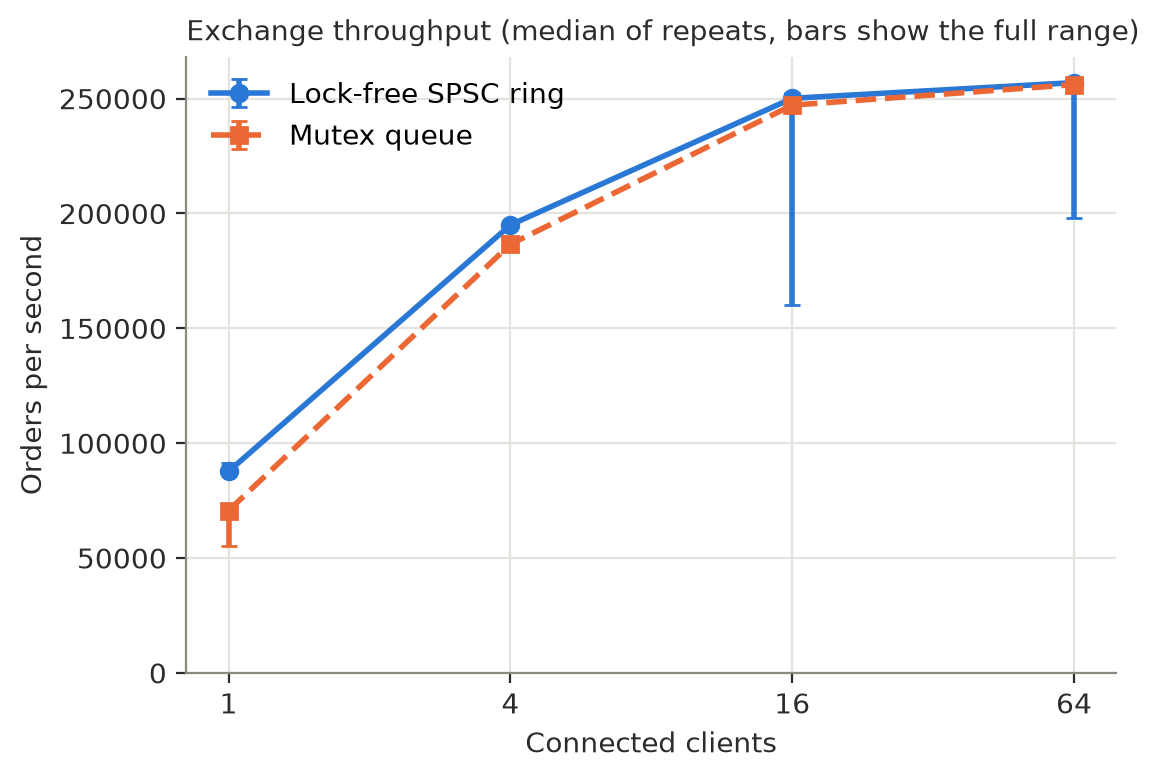 Exchange throughput (median of repeats, bars show the full range)
Lock-free SPSC ring
Mutex queue
Orders per second
250000
200000
150000
100000
50000
0
1 4 16 64
Connected clients